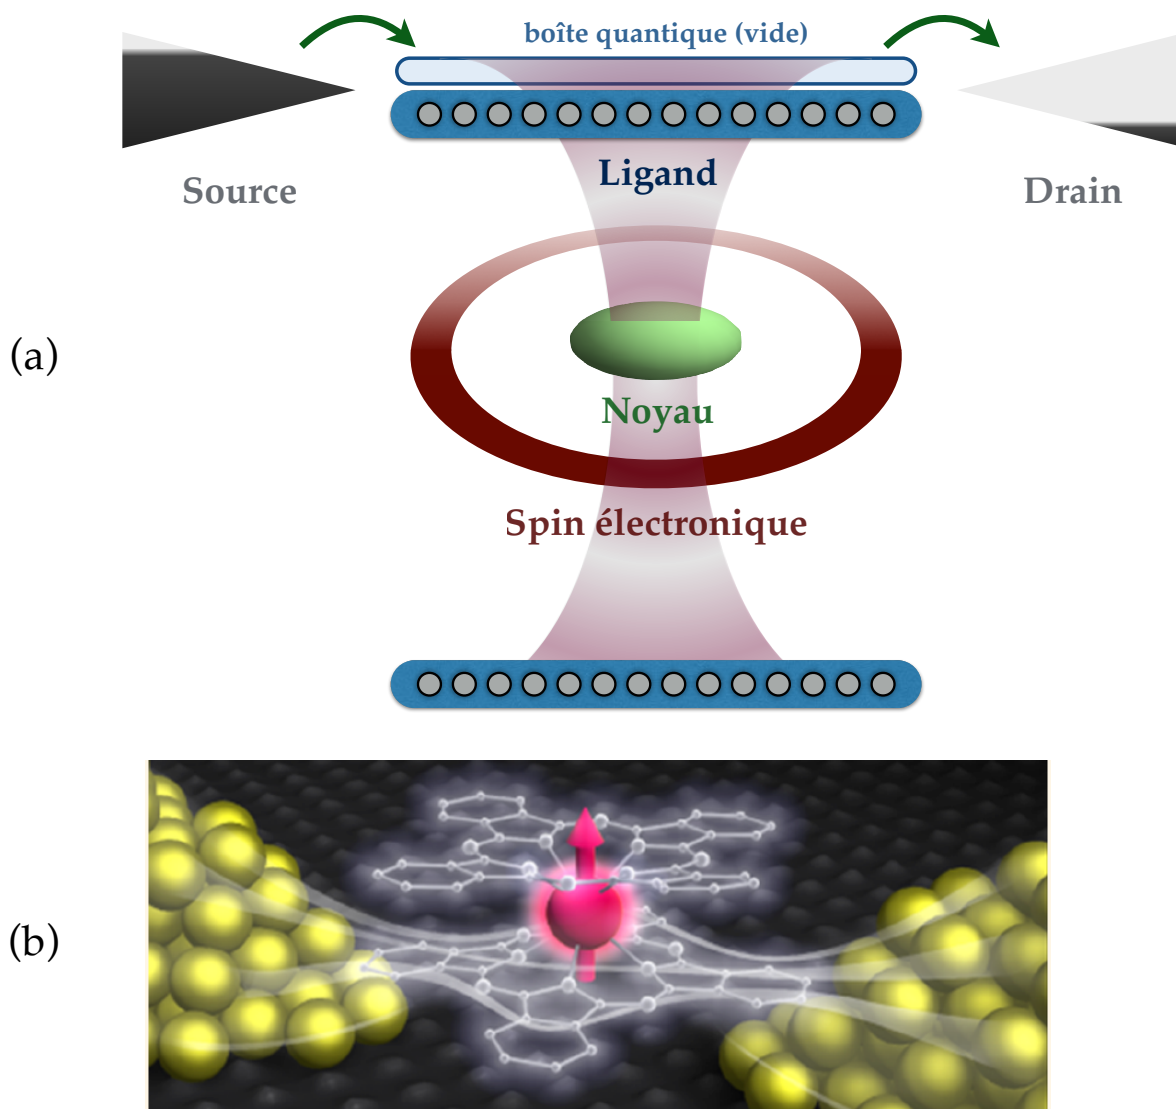 boîte quantique (vide)
Ligand
Source
Drain
(a)
Noyau
Spin électronique
(b)